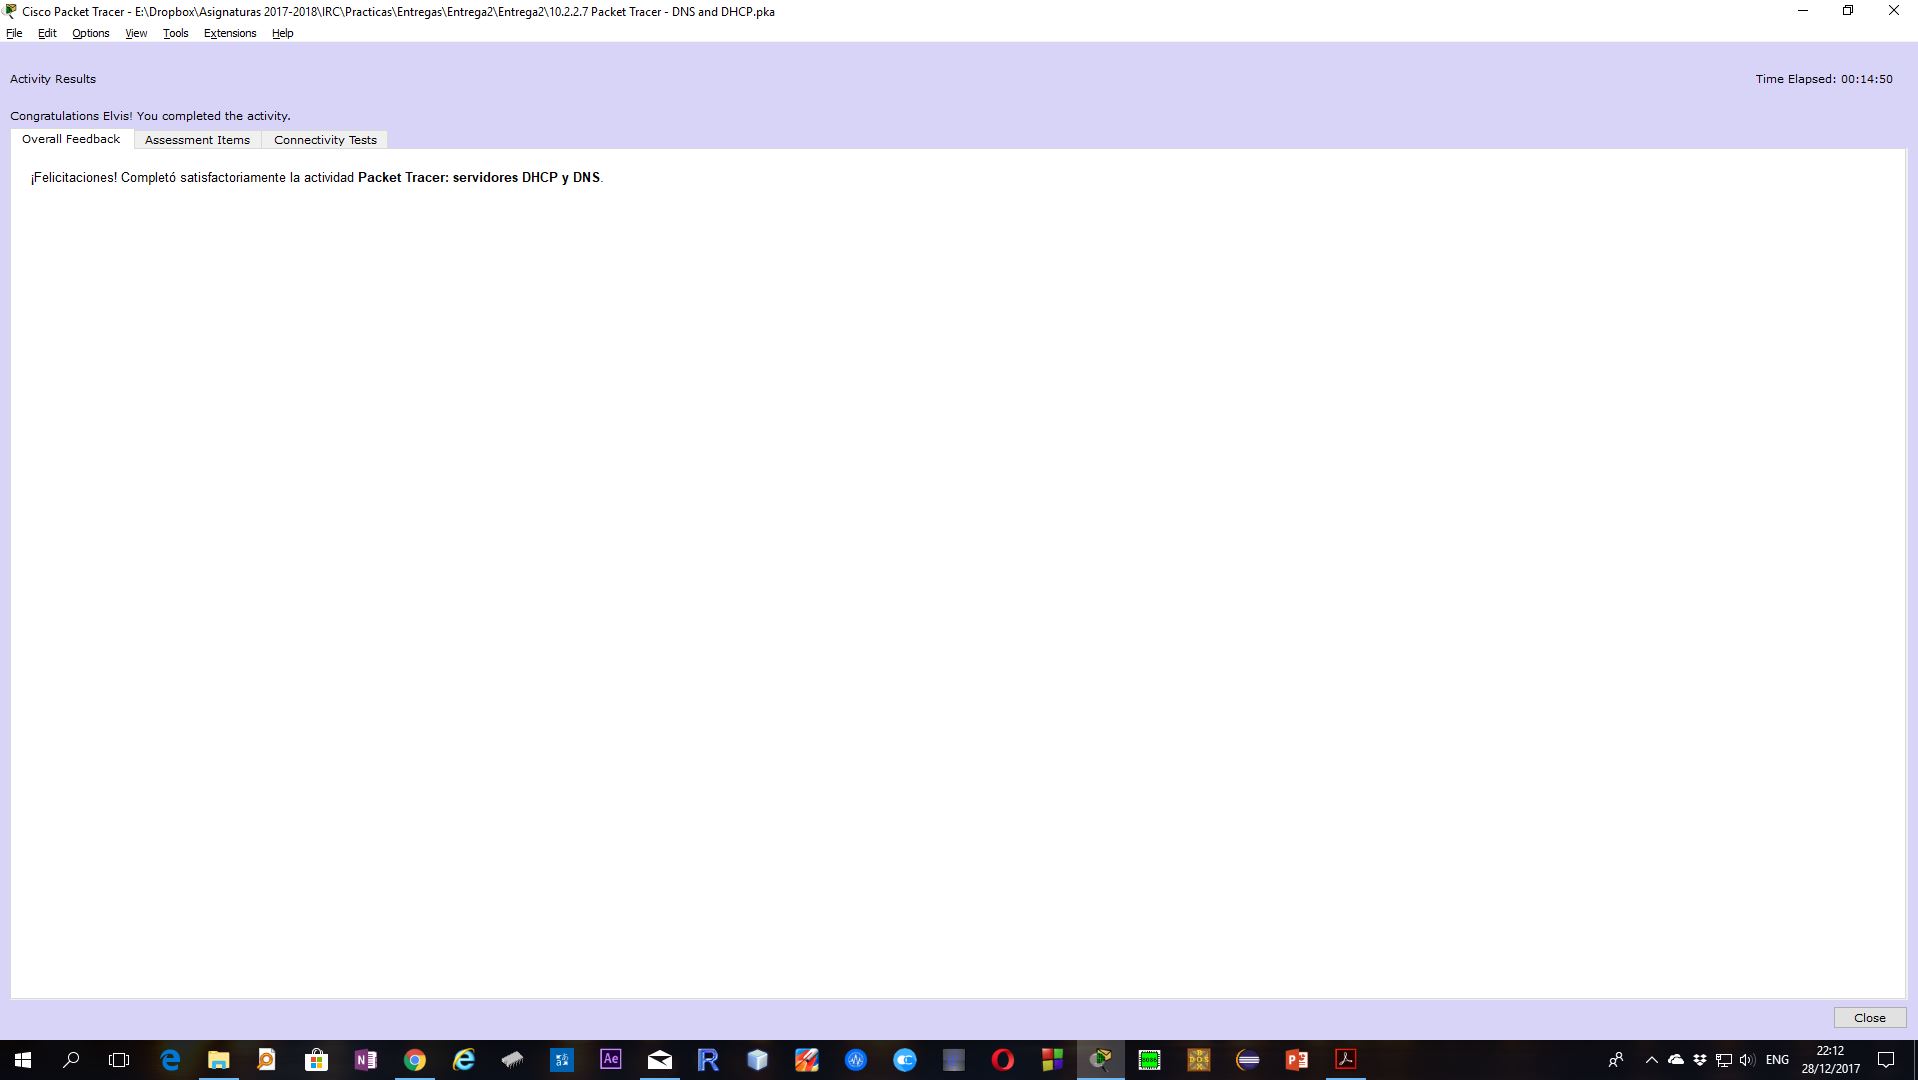 Cisco Packet Tracer - E:\Dropbox\Asignaturas 2017-2018\IRC\Practicas\Entregas\Entrega2\Entrega2\10.2.2.7 Packet Tracer - DNS and DHCP.pka
File Edit Options View Tools Extensions Help
Activity Results Time Elapsed: 00:14:50
Congratulations Elvis! You completed the activity.
Overall Feedback Assessment Items Connectivity Tests
¡Felicitaciones! Completó satisfactoriamente la actividad Packet Tracer: servidores DHCP y DNS.
Close
ENG
22:12
28/12/2017